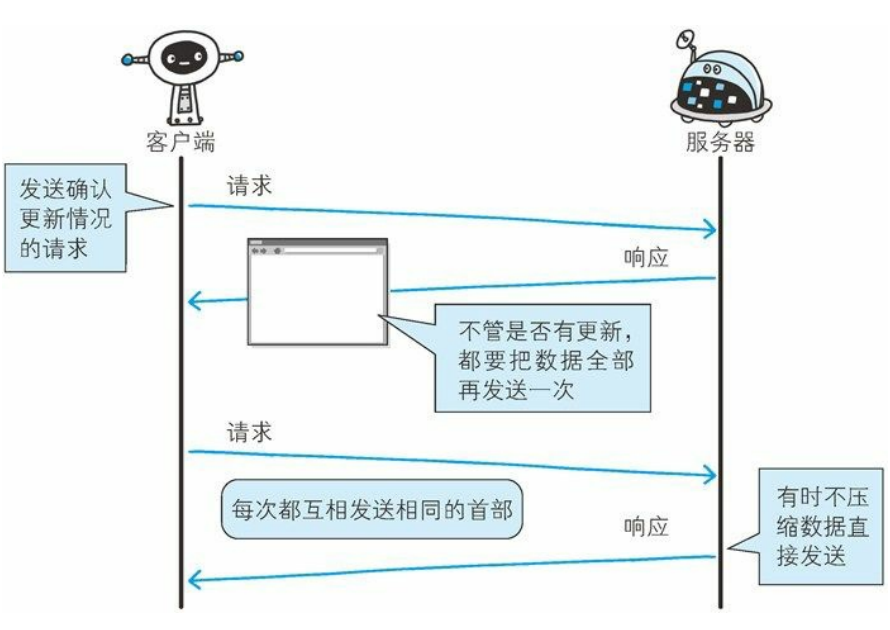 客户端
服务器
发送确认
更新情况
的请求
请求
响应
不管是否有更新，
都要把数据全部
再发送一次
请求
每次都互相发送相同的首部
响应
有时不压
缩数据直
接发送